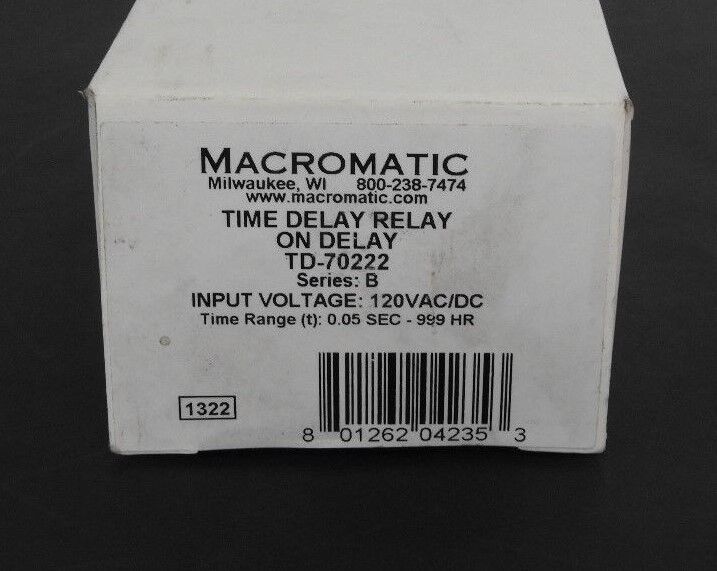 MACROMATIC
Milwaukee, WI 800-238-7474
www.macromatic.com
TIME DELAY RELAY
ON DELAY
TD-70222
Series: B
INPUT VOLTAGE: 120VAC/DC
Time Range (t): 0.05 SEC - 999 HR
1322
8 01262 04235 3